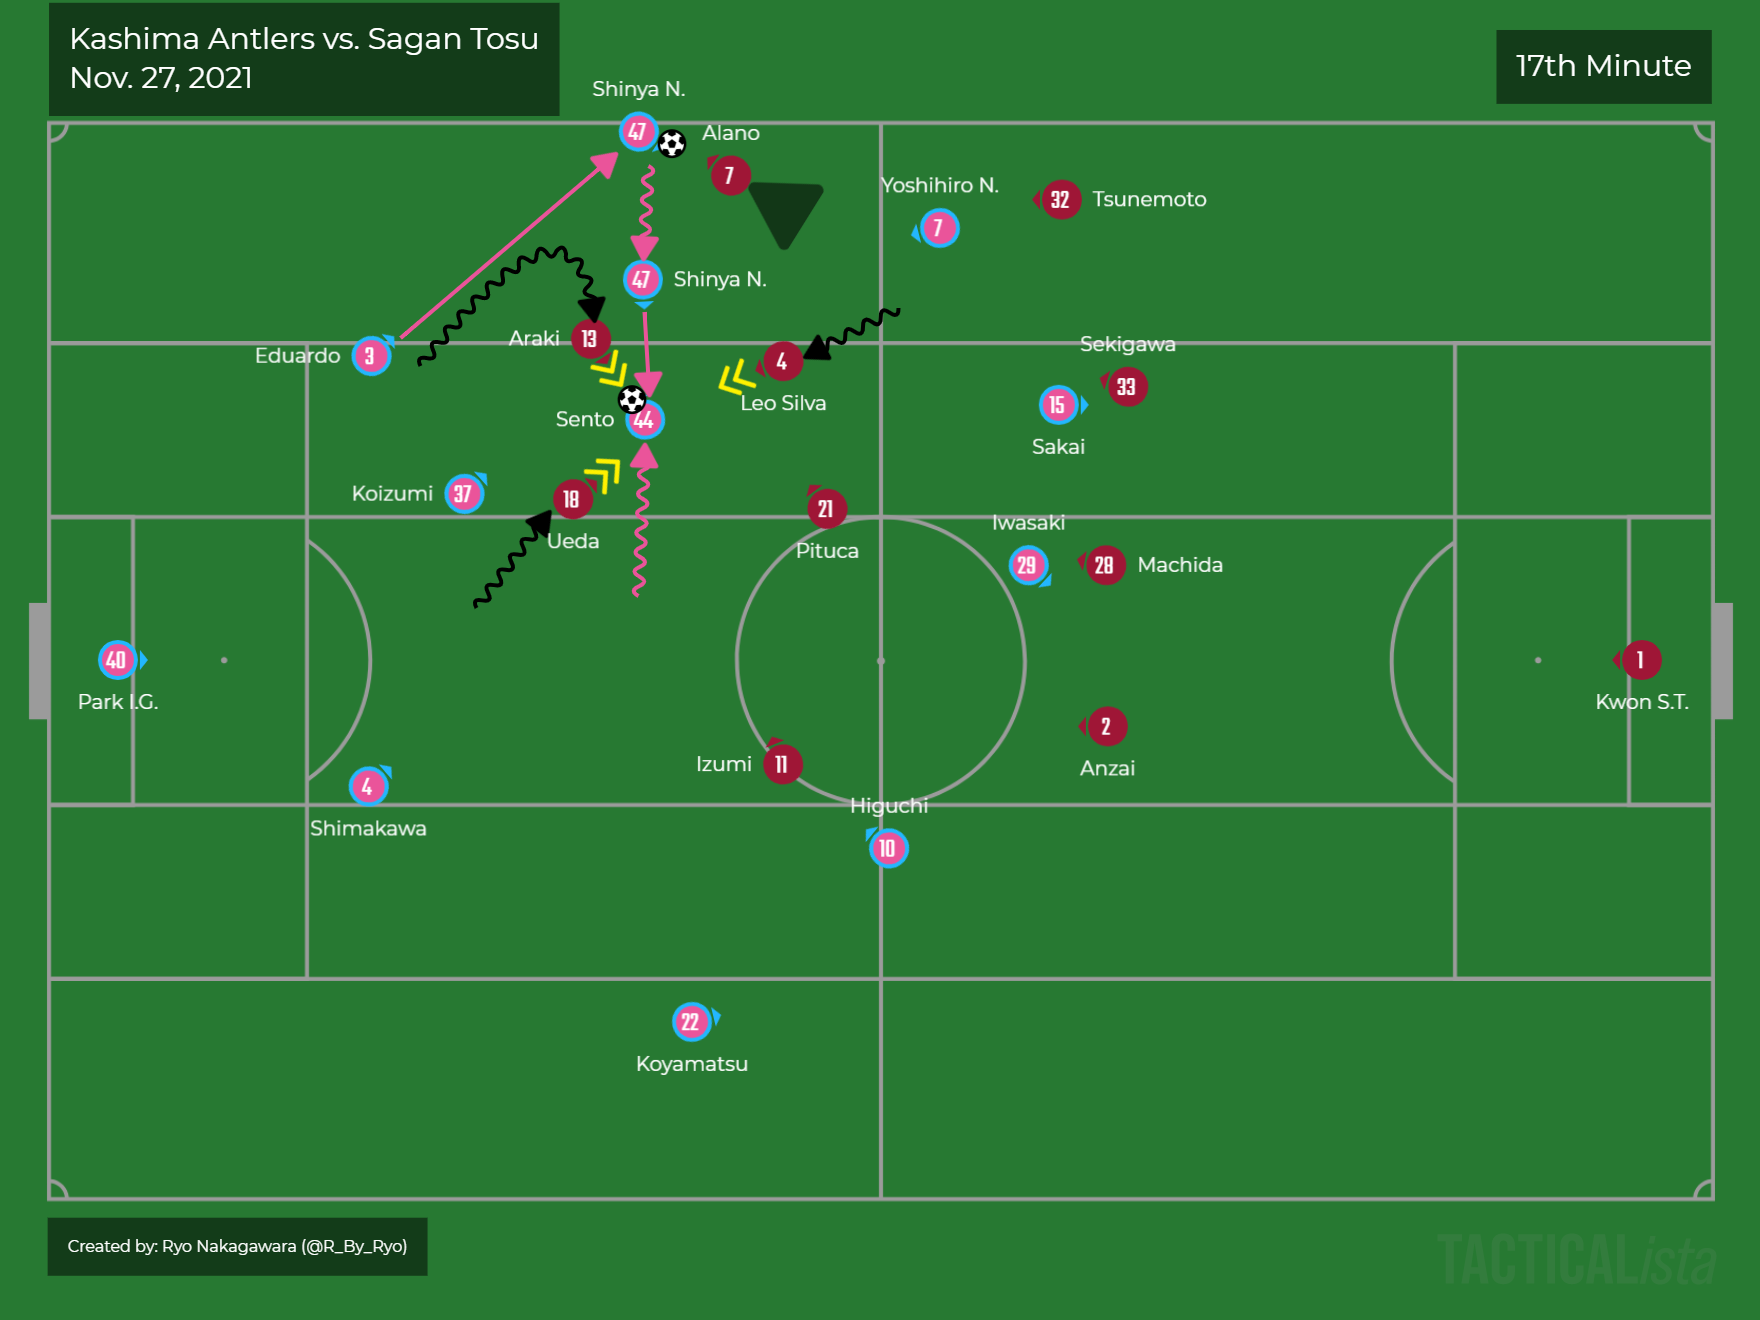 Kashima Antlers vs. Sagan Tosu
Nov. 27, 2021
17th Minute
Shinya N.
47
Alano
7
Yoshihiro N.
7
32 Tsunemoto
47 Shinya N.
Araki 13
Eduardo 3
4
Leo Silva
Sekigawa
33
15
Sakai
Sento 44
Koizumi 37
18
Ueda
21
Pituca
Iwasaki
29
28 Machida
40
Park I.G.
1
Kwon S.T.
2
Anzai
Izumi 11
4
Shimakawa
Higuchi
10
22
Koyamatsu
Created by: Ryo Nakagawara (@R_By_Ryo)
TACTICALista